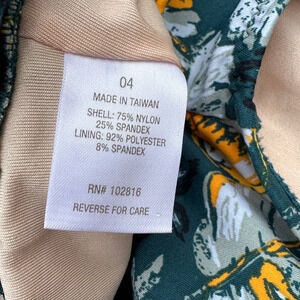 04
MADE IN TAIWAN
SHELL: 75% NYLON
25% SPANDEX
LINING: 92% POLYESTER
8% SPANDEX
RN# 102816
REVERSE FOR CARE